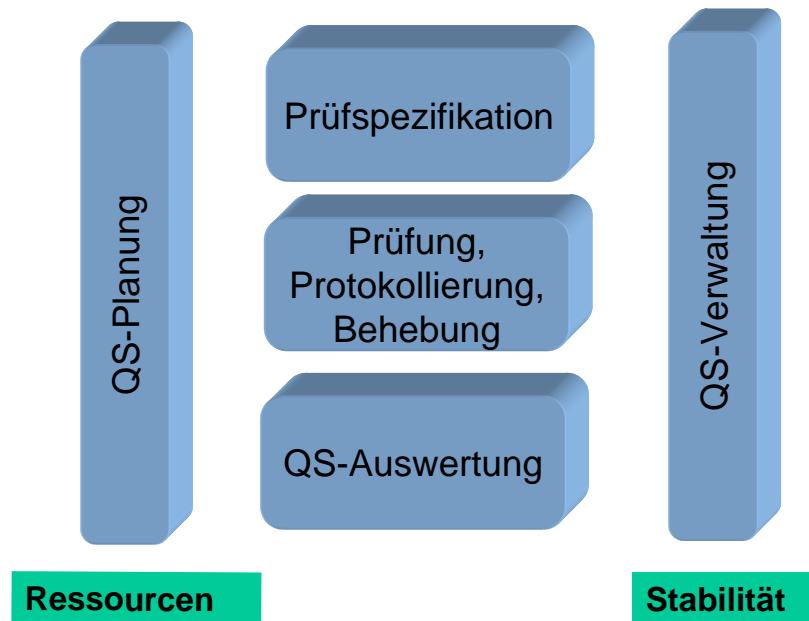 QS-Planung
Prüfspezifikation
Prüfung,
Protokollierung,
Behebung
QS-Auswertung
QS-Verwaltung
Ressourcen
Stabilität